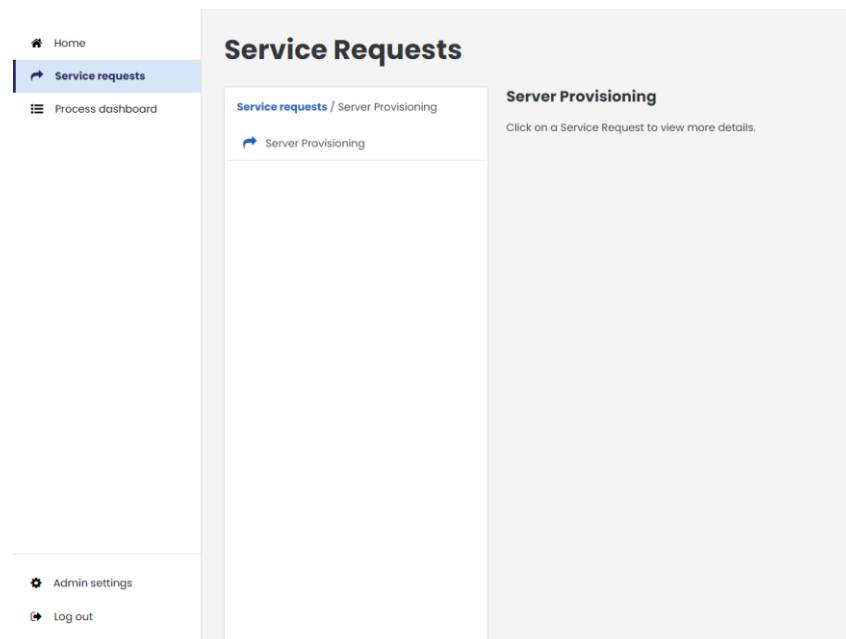 Home
Service requests
Process dashboard
Admin settings
Log out
Service Requests
Service requests / Server Provisioning
Server Provisioning
Server Provisioning
Click on a Service Request to view more details.